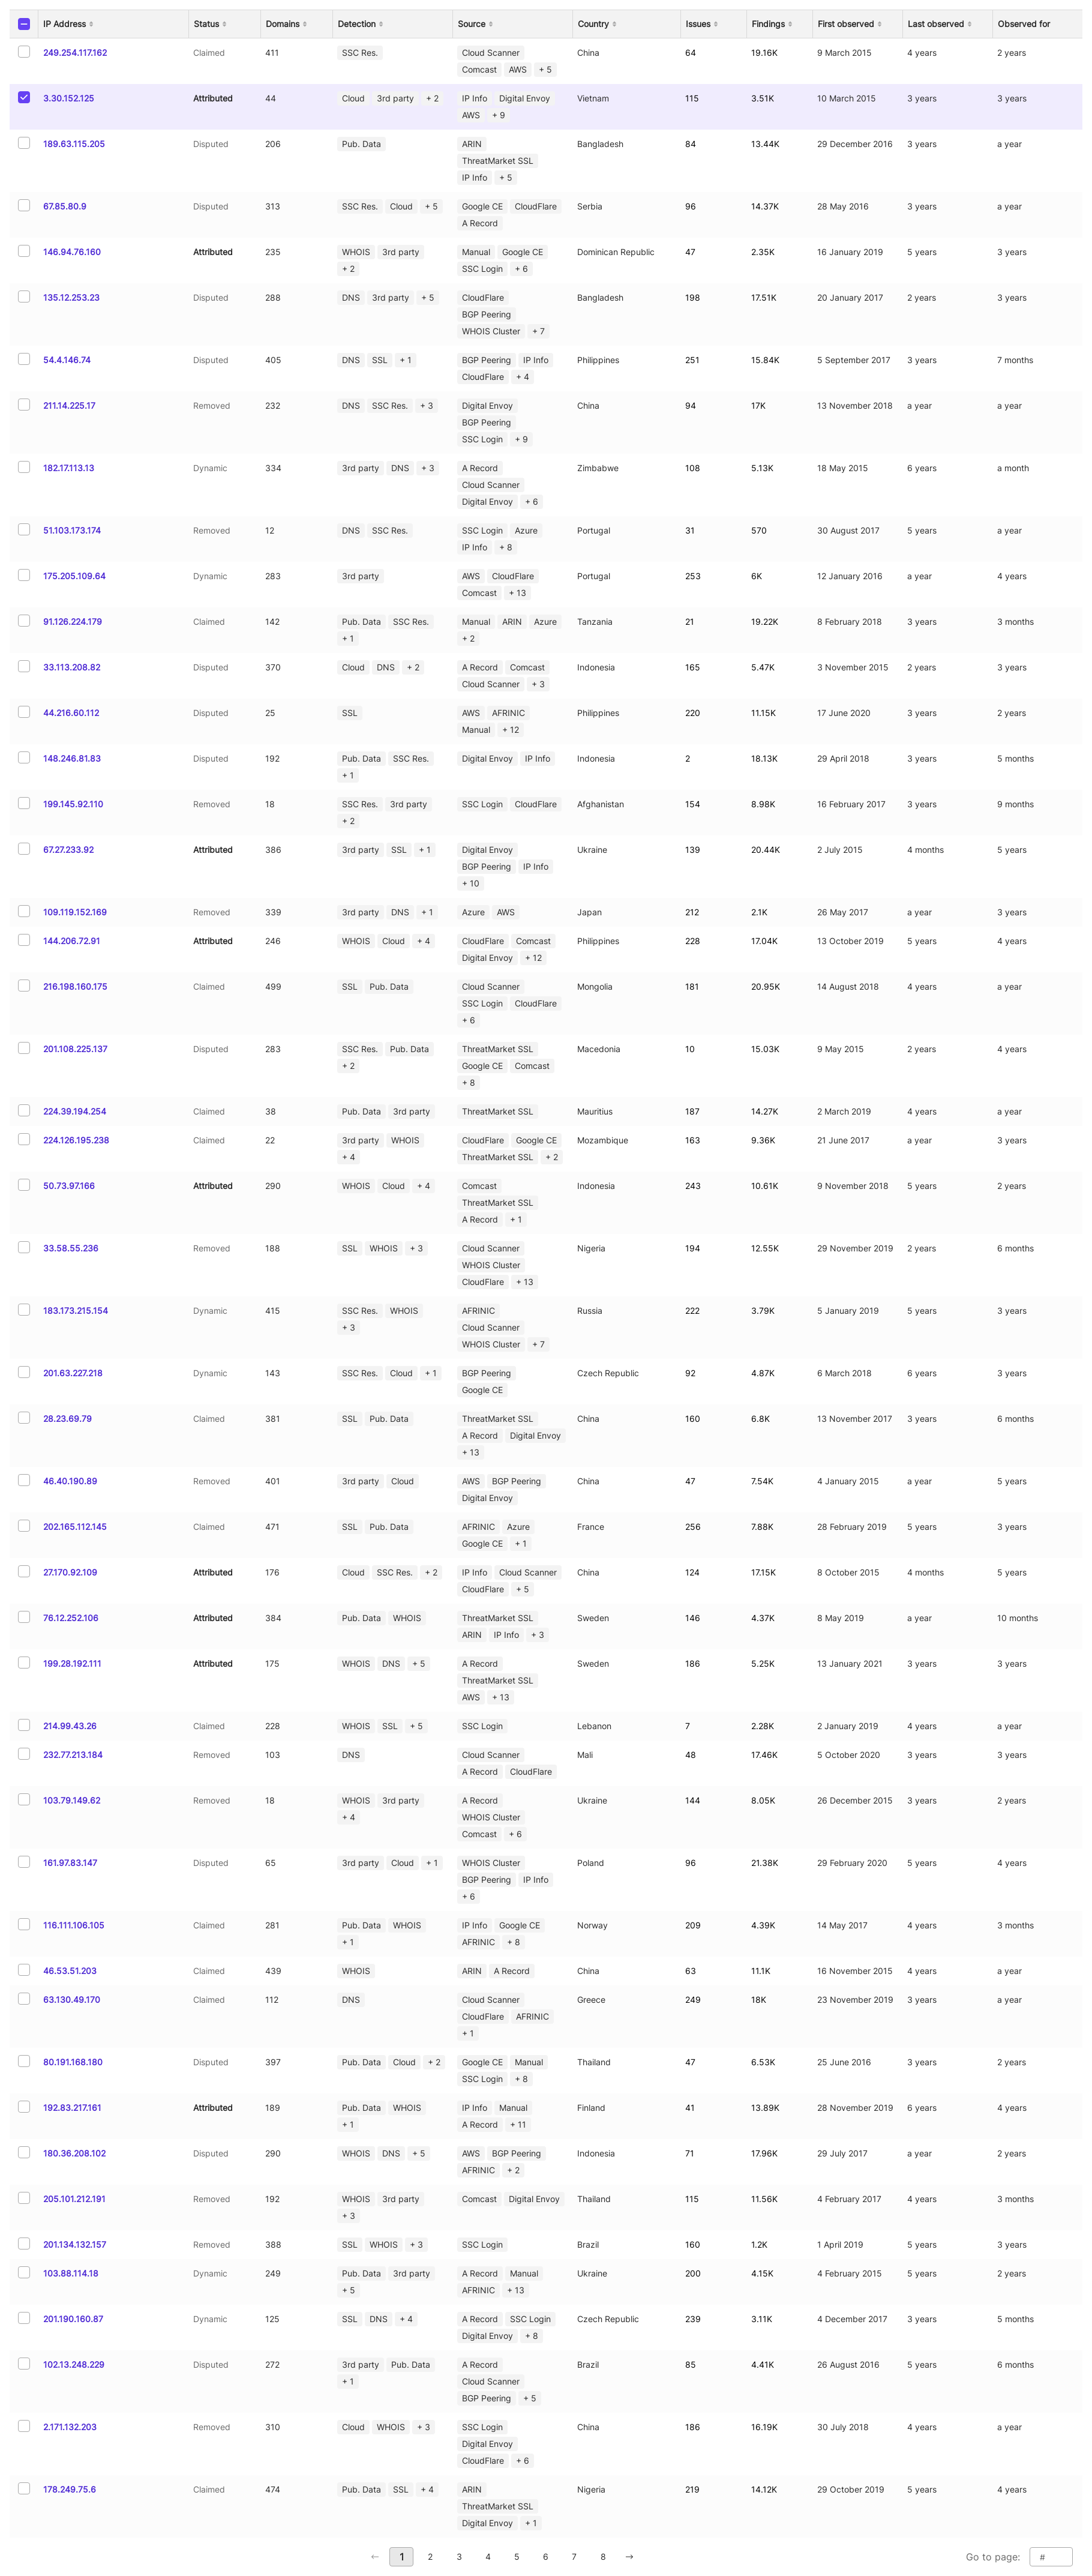 IP Address Status Domains Detection Source Country Issues Findings First observed Last observed Observed for
249.254.117.162 Claimed 411 SSC Res. Cloud Scanner China 64 19.16K 9 March 2015 4 years 2 years
Comcast AWS + 5
3.30.152.125 Attributed 44 Cloud 3rd party + 2 IP Info Digital Envoy Vietnam 115 3.51K 10 March 2015 3 years 3 years
AWS + 9
189.63.115.205 Disputed 206 Pub. Data ARIN Bangladesh 84 13.44K 29 December 2016 3 years a year
ThreatMarket SSL
IP Info + 5
67.85.80.9 Disputed 313 SSC Res. Cloud + 5 Google CE CloudFlare Serbia 96 14.37K 28 May 2016 3 years a year
A Record
146.94.76.160 Attributed 235 WHOIS 3rd party Manual Google CE Dominican Republic 47 2.35K 16 January 2019 5 years 3 years
+ 2 SSC Login + 6
135.12.253.23 Disputed 288 DNS 3rd party + 5 CloudFlare Bangladesh 198 17.51K 20 January 2017 2 years 3 years
BGP Peering
WHOIS Cluster + 7
54.4.146.74 Disputed 405 DNS SSL + 1 BGP Peering IP Info Philippines 251 15.84K 5 September 2017 3 years 7 months
CloudFlare + 4
211.14.225.17 Removed 232 DNS SSC Res. + 3 Digital Envoy China 94 17K 13 November 2018 a year a year
BGP Peering
SSC Login + 9
182.17.113.13 Dynamic 334 3rd party DNS + 3 A Record Zimbabwe 108 5.13K 18 May 2015 6 years a month
Cloud Scanner
Digital Envoy + 6
51.103.173.174 Removed 12 DNS SSC Res. SSC Login Azure Portugal 31 570 30 August 2017 5 years a year
IP Info + 8
175.205.109.64 Dynamic 283 3rd party AWS CloudFlare Portugal 253 6K 12 January 2016 a year 4 years
Comcast + 13
91.126.224.179 Claimed 142 Pub. Data SSC Res. Manual ARIN Azure Tanzania 21 19.22K 8 February 2018 3 years 3 months
+ 1 + 2
33.113.208.82 Disputed 370 Cloud DNS + 2 A Record Comcast Indonesia 165 5.47K 3 November 2015 2 years 3 years
Cloud Scanner + 3
44.216.60.112 Disputed 25 SSL AWS AFRINIC Philippines 220 11.15K 17 June 2020 3 years 2 years
Manual + 12
148.246.81.83 Disputed 192 Pub. Data SSC Res. Digital Envoy IP Info Indonesia 2 18.13K 29 April 2018 3 years 5 months
+ 1
199.145.92.110 Removed 18 SSC Res. 3rd party SSC Login CloudFlare Afghanistan 154 8.98K 16 February 2017 3 years 9 months
+ 2
67.27.233.92 Attributed 386 3rd party SSL + 1 Digital Envoy Ukraine 139 20.44K 2 July 2015 4 months 5 years
BGP Peering IP Info
+ 10
109.119.152.169 Removed 339 3rd party DNS + 1 Azure AWS Japan 212 2.1K 26 May 2017 a year 3 years
144.206.72.91 Attributed 246 WHOIS Cloud + 4 CloudFlare Comcast Philippines 228 17.04K 13 October 2019 5 years 4 years
Digital Envoy + 12
216.198.160.175 Claimed 499 SSL Pub. Data Cloud Scanner Mongolia 181 20.95K 14 August 2018 4 years a year
SSC Login CloudFlare
+ 6
201.108.225.137 Disputed 283 SSC Res. Pub. Data ThreatMarket SSL Macedonia 10 15.03K 9 May 2015 2 years 4 years
+ 2 Google CE Comcast
+ 8
224.39.194.254 Claimed 38 Pub. Data 3rd party ThreatMarket SSL Mauritius 187 14.27K 2 March 2019 4 years a year
224.126.195.238 Claimed 22 3rd party WHOIS CloudFlare Google CE Mozambique 163 9.36K 21 June 2017 a year 3 years
+ 4 ThreatMarket SSL + 2
50.73.97.166 Attributed 290 WHOIS Cloud + 4 Comcast Indonesia 243 10.61K 9 November 2018 5 years 2 years
ThreatMarket SSL
A Record + 1
33.58.55.236 Removed 188 SSL WHOIS + 3 Cloud Scanner Nigeria 194 12.55K 29 November 2019 2 years 6 months
WHOIS Cluster
CloudFlare + 13
183.173.215.154 Dynamic 415 SSC Res. WHOIS AFRINIC Russia 222 3.79K 5 January 2019 5 years 3 years
+ 3 Cloud Scanner
WHOIS Cluster + 7
201.63.227.218 Dynamic 143 SSC Res. Cloud + 1 BGP Peering Czech Republic 92 4.87K 6 March 2018 6 years 3 years
Google CE
28.23.69.79 Claimed 381 SSL Pub. Data ThreatMarket SSL China 160 6.8K 13 November 2017 3 years 6 months
A Record Digital Envoy
+ 13
46.40.190.89 Removed 401 3rd party Cloud AWS BGP Peering China 47 7.54K 4 January 2015 a year 5 years
Digital Envoy
202.165.112.145 Claimed 471 SSL Pub. Data AFRINIC Azure France 256 7.88K 28 February 2019 5 years 3 years
Google CE + 1
27.170.92.109 Attributed 176 Cloud SSC Res. + 2 IP Info Cloud Scanner China 124 17.15K 8 October 2015 4 months 5 years
CloudFlare + 5
76.12.252.106 Attributed 384 Pub. Data WHOIS ThreatMarket SSL Sweden 146 4.37K 8 May 2019 a year 10 months
ARIN IP Info + 3
199.28.192.111 Attributed 175 WHOIS DNS + 5 A Record Sweden 186 5.25K 13 January 2021 3 years 3 years
ThreatMarket SSL
AWS + 13
214.99.43.26 Claimed 228 WHOIS SSL + 5 SSC Login Lebanon 7 2.28K 2 January 2019 4 years a year
232.77.213.184 Removed 103 DNS Cloud Scanner Mali 48 17.46K 5 October 2020 3 years 3 years
A Record CloudFlare
103.79.149.62 Removed 18 WHOIS 3rd party A Record Ukraine 144 8.05K 26 December 2015 3 years 2 years
+ 4 WHOIS Cluster
Comcast + 6
161.97.83.147 Disputed 65 3rd party Cloud + 1 WHOIS Cluster Poland 96 21.38K 29 February 2020 5 years 4 years
BGP Peering IP Info
+ 6
116.111.106.105 Claimed 281 Pub. Data WHOIS IP Info Google CE Norway 209 4.39K 14 May 2017 4 years 3 months
+ 1 AFRINIC + 8
46.53.51.203 Claimed 439 WHOIS ARIN A Record China 63 11.1K 16 November 2015 4 years a year
63.130.49.170 Claimed 112 DNS Cloud Scanner Greece 249 18K 23 November 2019 3 years a year
CloudFlare AFRINIC
+ 1
80.191.168.180 Disputed 397 Pub. Data Cloud + 2 Google CE Manual Thailand 47 6.53K 25 June 2016 3 years 2 years
SSC Login + 8
192.83.217.161 Attributed 189 Pub. Data WHOIS IP Info Manual Finland 41 13.89K 28 November 2019 6 years 4 years
+ 1 A Record + 11
180.36.208.102 Disputed 290 WHOIS DNS + 5 AWS BGP Peering Indonesia 71 17.96K 29 July 2017 a year 2 years
AFRINIC + 2
205.101.212.191 Removed 192 WHOIS 3rd party Comcast Digital Envoy Thailand 115 11.56K 4 February 2017 4 years 3 months
+ 3
201.134.132.157 Removed 388 SSL WHOIS + 3 SSC Login Brazil 160 1.2K 1 April 2019 5 years 3 years
103.88.114.18 Dynamic 249 Pub. Data 3rd party A Record Manual Ukraine 200 4.15K 4 February 2015 5 years 2 years
+ 5 AFRINIC + 13
201.190.160.87 Dynamic 125 SSL DNS + 4 A Record SSC Login Czech Republic 239 3.11K 4 December 2017 3 years 5 months
Digital Envoy + 8
102.13.248.229 Disputed 272 3rd party Pub. Data A Record Brazil 85 4.41K 26 August 2016 5 years 6 months
+ 1 Cloud Scanner
BGP Peering + 5
2.171.132.203 Removed 310 Cloud WHOIS + 3 SSC Login China 186 16.19K 30 July 2018 4 years a year
Digital Envoy
CloudFlare + 6
178.249.75.6 Claimed 474 Pub. Data SSL + 4 ARIN Nigeria 219 14.12K 29 October 2019 5 years 4 years
ThreatMarket SSL
Digital Envoy + 1
← 1 2 3 4 5 6 7 8 → Go to page: #